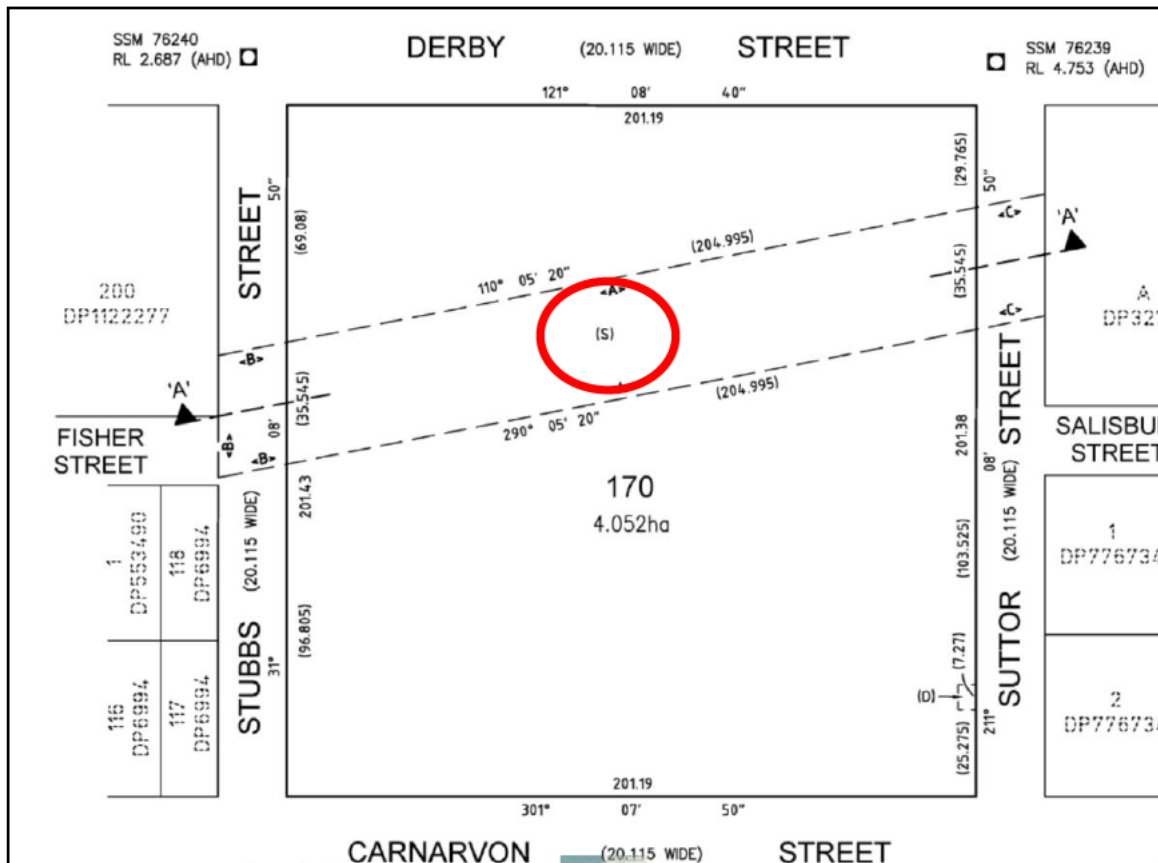 SSM 76240
RL 2.687 (AHD)
DERBY (20.115 WIDE) STREET
SSM 76239
RL 4.753 (AHD)
121° 08' 40"
201.19
STREET
50"
(69.08)
(29.765)
50"
<C>
'A'
(204.995)
(35.545)
110° 05' 20"
<A>
200
DP1122277
(S)
A
<C>
<B>
'A'
(35.545)
(204.995)
290° 05' 20"
08'
<B>
<B>
FISHER
STREET
STREET
201.38
08'
STREET
201.43
170
4.052ha
(20.115 WIDE)
(20.115 WIDE)
(103.525)
1
DP553490
118
DP6994
1
116
DP6994
117
DP6994
STUBBS
31°
(96.805)
(7.27)
(D)
SUTTOR
211°
(25.275)
2
201.19
301° 07' 50"
CARNARVON (20.115 WIDE) STREET